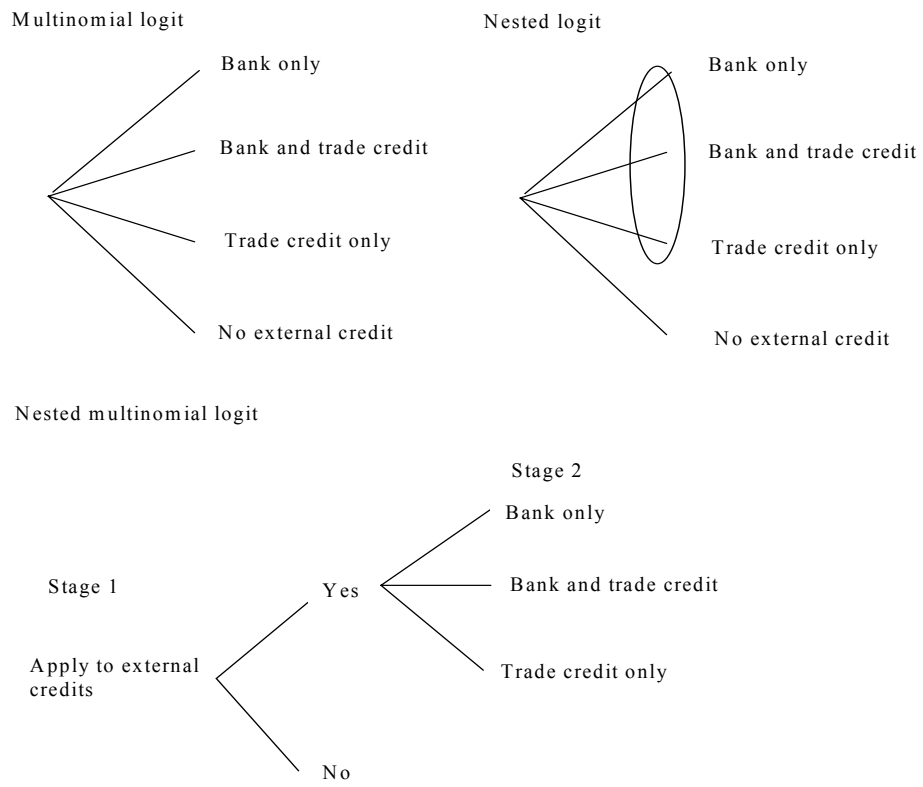 Multinomial logit
Bank only
Bank and trade credit
Trade credit only
No external credit
Nested logit
Bank only
Bank and trade credit
Trade credit only
No external credit
Nested multinomial logit
Stage 1
Apply to external
credits
Yes
No
Stage 2
Bank only
Bank and trade credit
Trade credit only